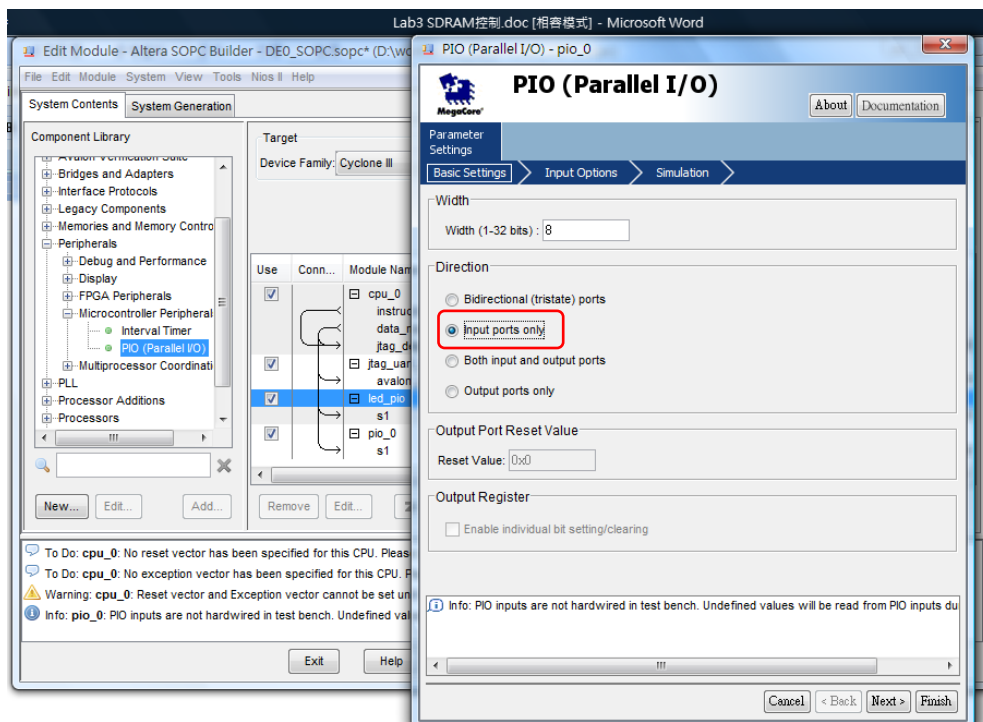 Lab3 SDRAM控制.doc [相容模式] - Microsoft Word
Edit Module - Altera SOPC Builder - DE0_SOPC.sopc* (D:\wo
File Edit Module System View Tools Nios II Help
System Contents System Generation
Component Library
Avalon Verification Suite
Bridges and Adapters
Interface Protocols
Legacy Components
Memories and Memory Contro
Peripherals
Debug and Performance
Display
FPGA Peripherals
Microcontroller Peripheral
Interval Timer
PIO (Parallel I/O)
Multiprocessor Coordinati
PLL
Processor Additions
Processors
New... Edit... Add...
Target
Device Family: Cyclone III
Use Conn... Module Nam
cpu_0
instruc
data_m
jtag_de
jtag_uar
avalon
led_pio
s1
pio_0
s1
Remove Edit...
To Do: cpu_0: No reset vector has been specified for this CPU. Pleas
To Do: cpu_0: No exception vector has been specified for this CPU. P
Warning: cpu_0: Reset vector and Exception vector cannot be set un
Info: pio_0: PIO inputs are not hardwired in test bench. Undefined val
Exit Help
PIO (Parallel I/O) - pio_0
MegaCore®
PIO (Parallel I/O)
About Documentation
Parameter
Settings
Basic Settings Input Options Simulation
Width
Width (1-32 bits) : 8
Direction
Bidirectional (tristate) ports
Input ports only
Both input and output ports
Output ports only
Output Port Reset Value
Reset Value: 0x0
Output Register
Enable individual bit setting/clearing
Info: PIO inputs are not hardwired in test bench. Undefined values will be read from PIO inputs du
Cancel < Back Next > Finish